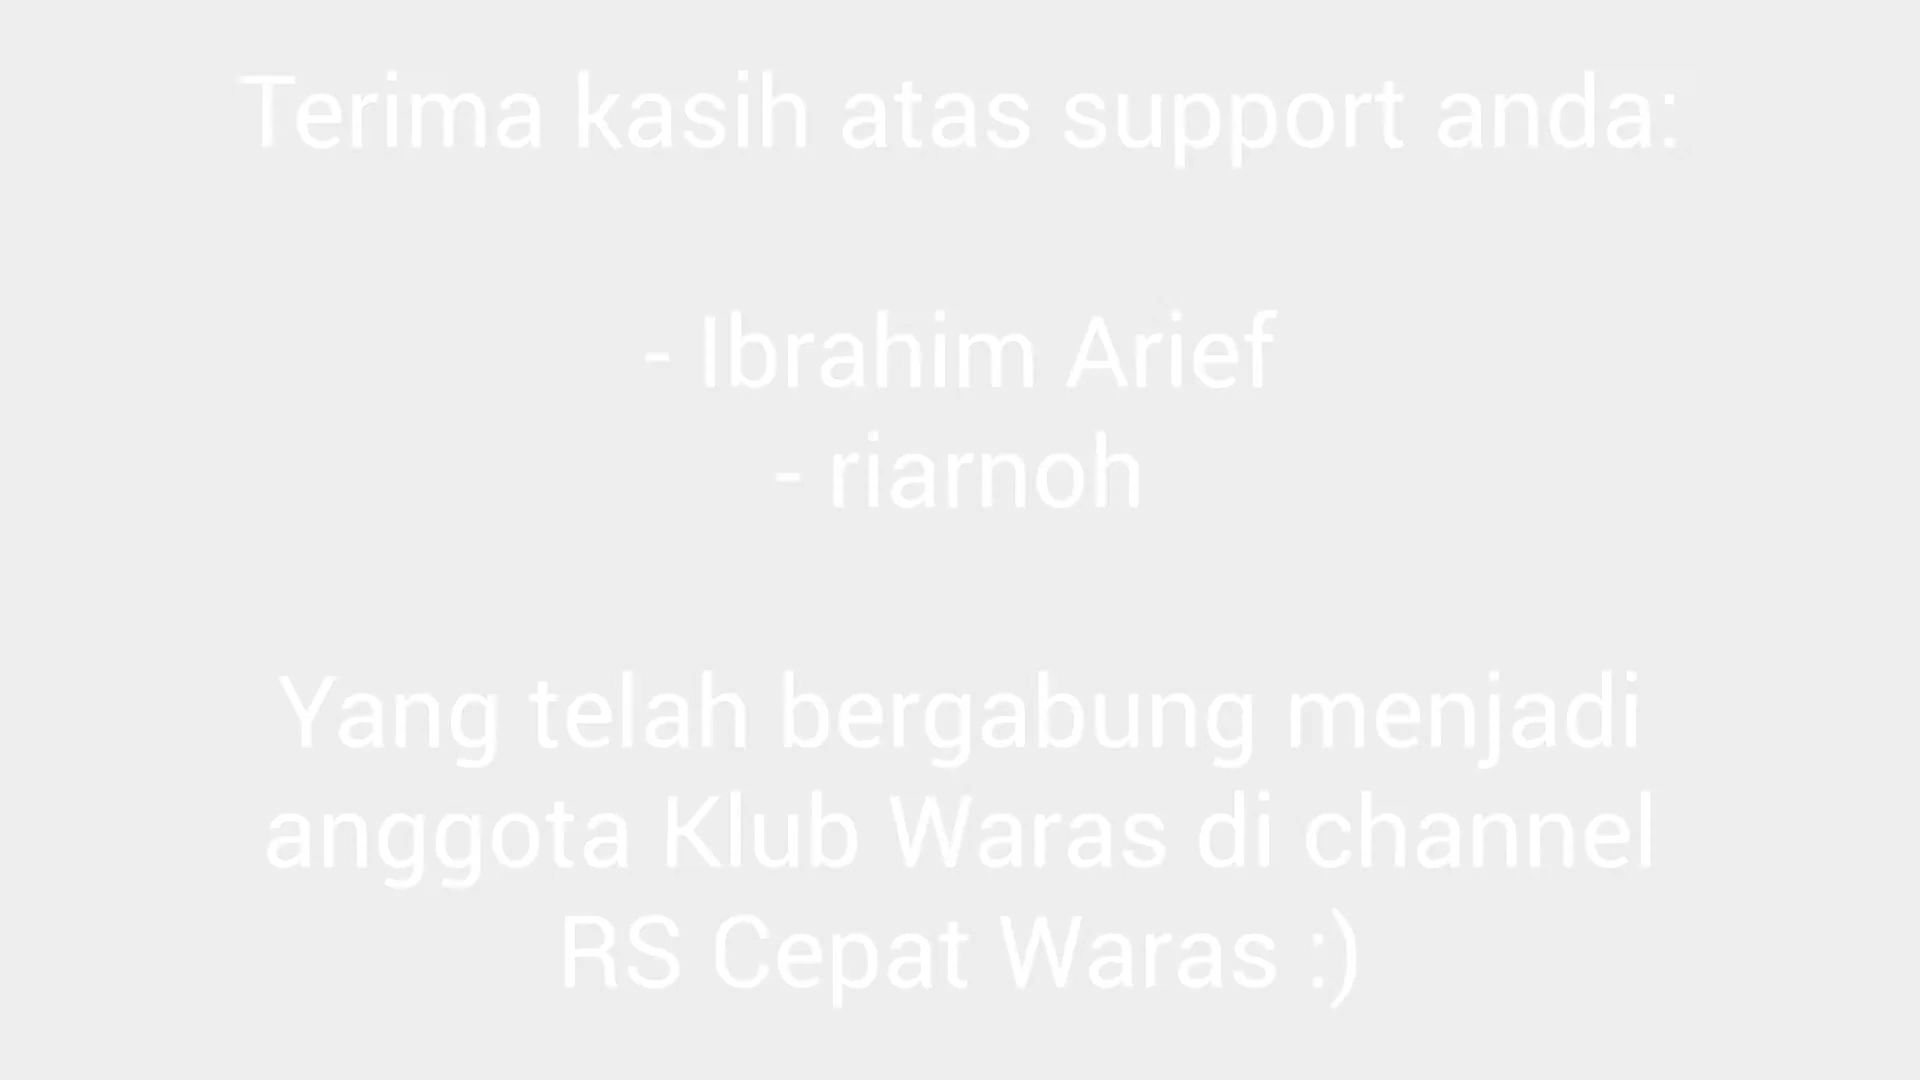 Terima kasih atas support anda:
- Ibrahim Arief
- riarnoh
Yang telah bergabung menjadi
anggota Klub Waras di channel
RS Cepat Waras :)